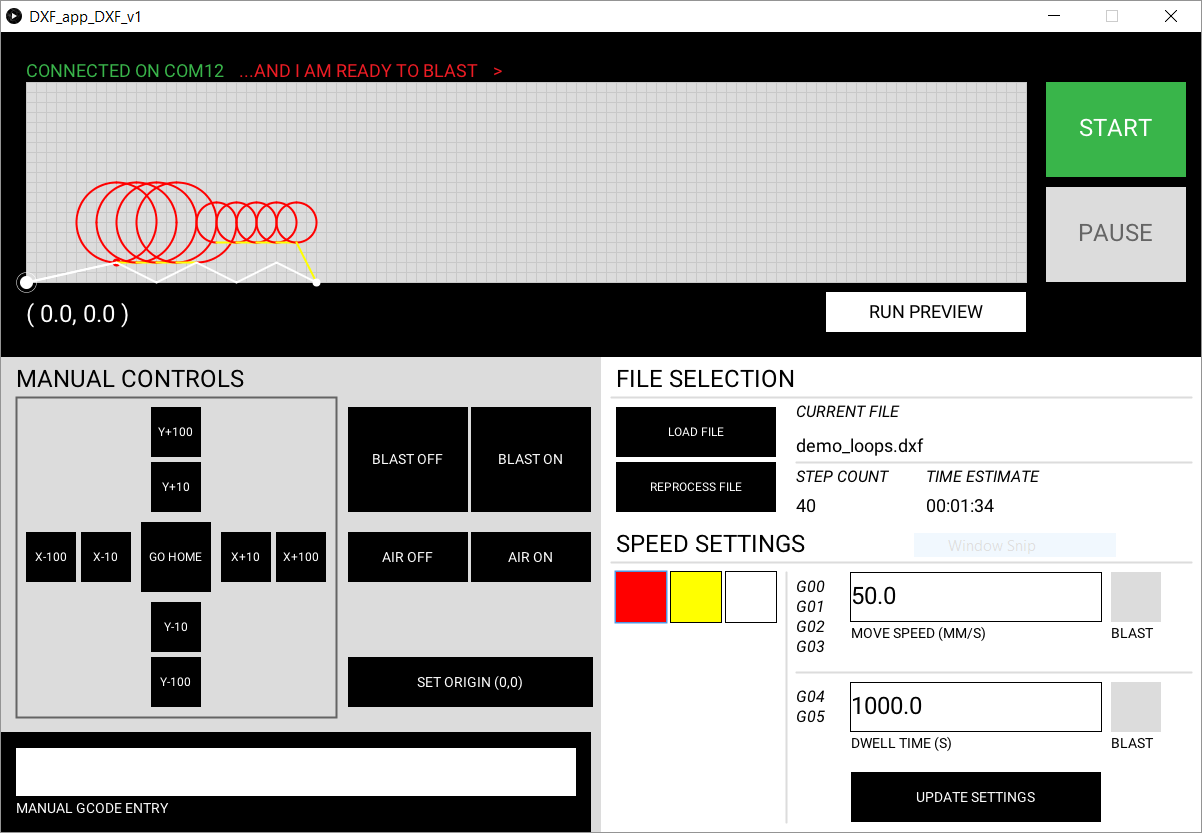 DXF_app_DXF_v1
CONNECTED ON COM12 ...AND I AM READY TO BLAST >
START
PAUSE
( 0.0, 0.0 )
RUN PREVIEW
MANUAL CONTROLS
Y+100
Y+10
X-100 X-10 GO HOME X+10 X+100
Y-10
Y-100
BLAST OFF BLAST ON
AIR OFF AIR ON
SET ORIGIN (0,0)
MANUAL GCODE ENTRY
FILE SELECTION
LOAD FILE
REPROCESS FILE
CURRENT FILE
demo_loops.dxf
STEP COUNT TIME ESTIMATE
40 00:01:34
SPEED SETTINGS
Window Snip
G00
G01
G02
G03
50.0
MOVE SPEED (MM/S) BLAST
G04
G05
1000.0
DWELL TIME (S) BLAST
UPDATE SETTINGS